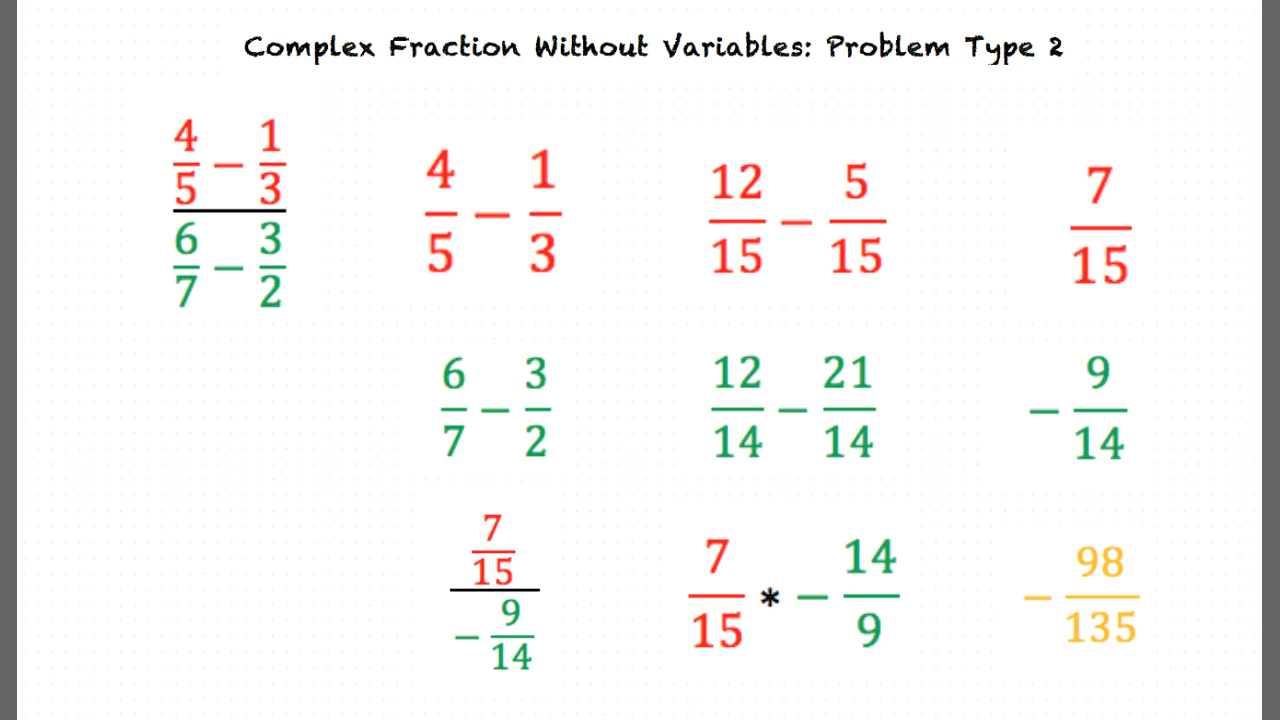 Complex Fraction Without Variables: Problem Type 2
4/5 − 1/3
6/7 − 3/2
4/5 − 1/3
12/15 − 5/15
7/15
6/7 − 3/2
12/14 − 21/14
− 9/14
7/15
− 9/14
7/15 * − 14/9
− 98/135